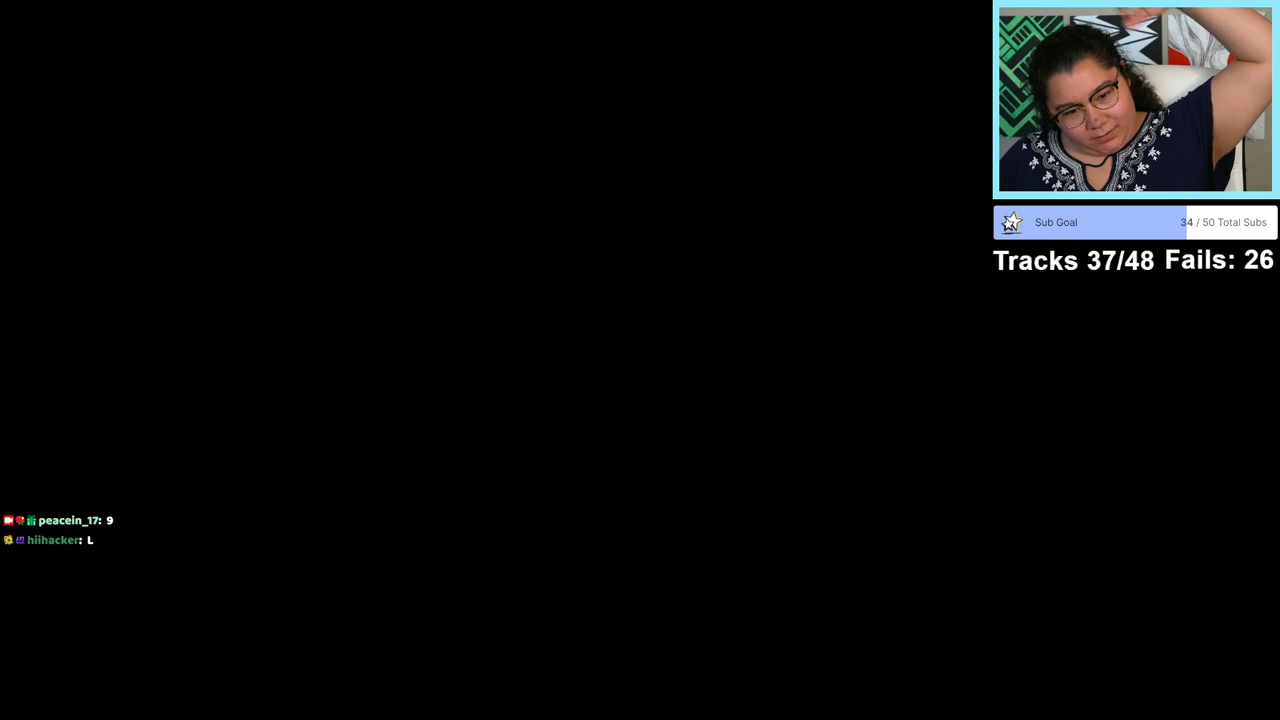 Sub Goal 34 / 50 Total Subs
Tracks 37/48 Fails: 26
peacein_17: 9
hiihacker: L